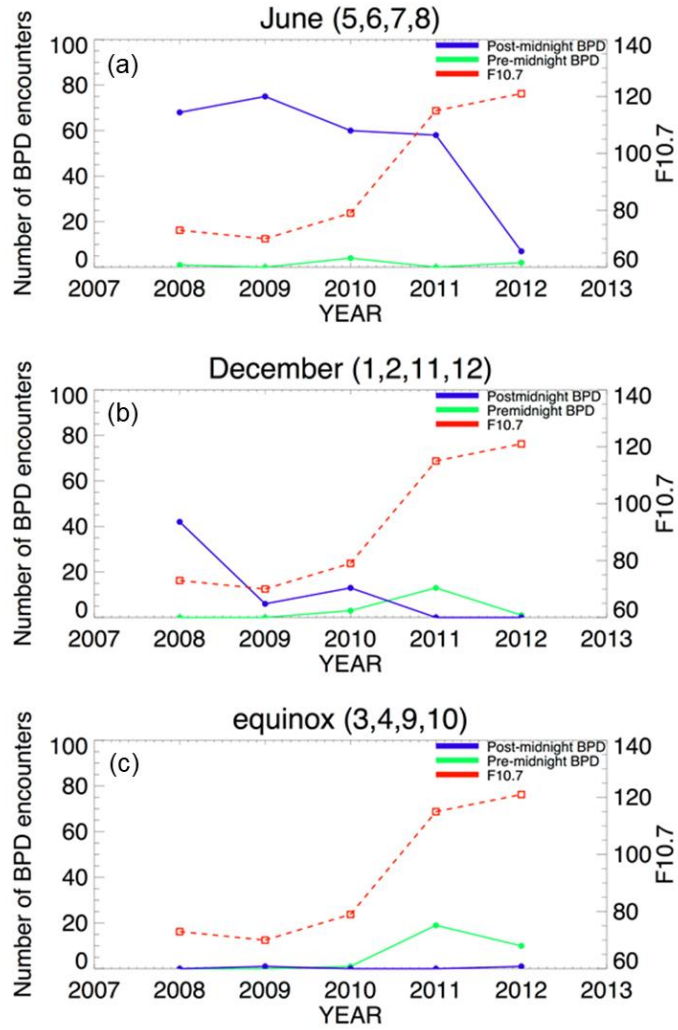 June (5,6,7,8)
(a)
Post-midnight BPD
Pre-midnight BPD
F10.7
Number of BPD encounters
100
80
60
40
20
0
140
120
100
80
60
F10.7
2007 2008 2009 2010 2011 2012 2013
YEAR
December (1,2,11,12)
(b)
Postmidnight BPD
Premidnight BPD
F10.7
Number of BPD encounters
100
80
60
40
20
0
140
120
100
80
60
F10.7
2007 2008 2009 2010 2011 2012 2013
YEAR
equinox (3,4,9,10)
(c)
Post-midnight BPD
Pre-midnight BPD
F10.7
Number of BPD encounters
100
80
60
40
20
0
140
120
100
80
60
F10.7
2007 2008 2009 2010 2011 2012 2013
YEAR